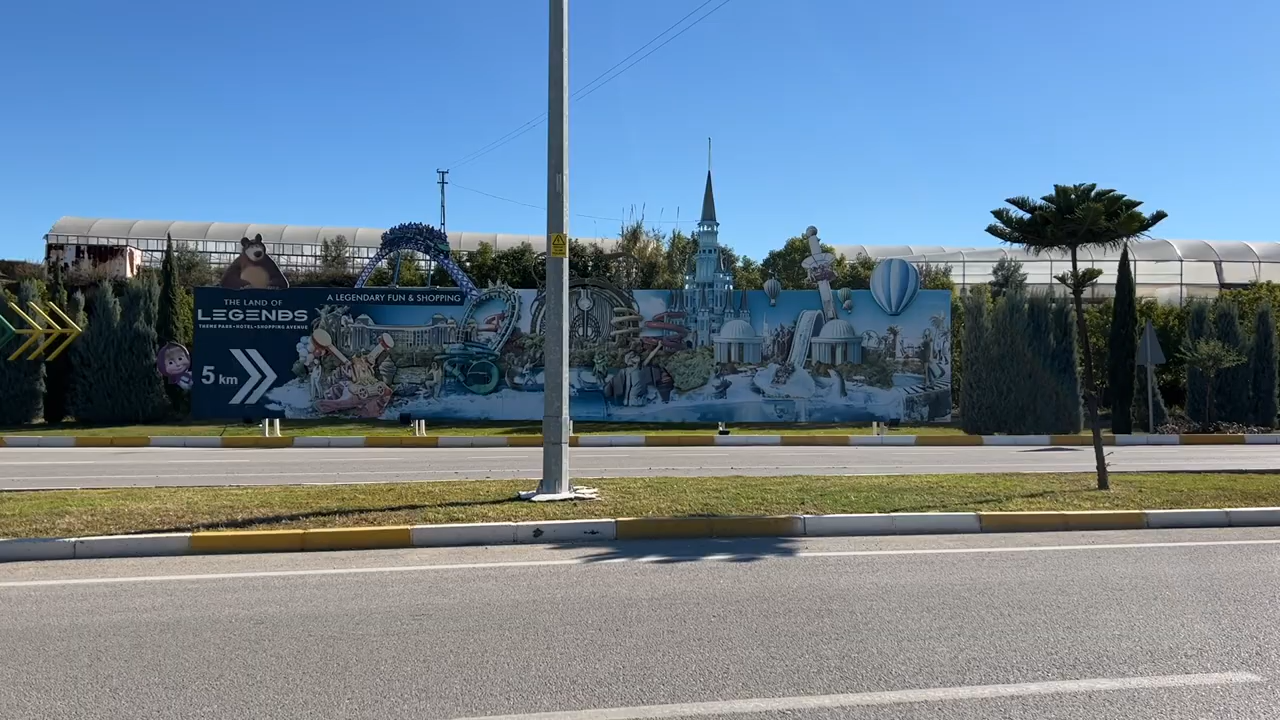 THE LAND OF
LEGENDS
THEME PARK•HOTEL•SHOPPING AVENUE
A LEGENDARY FUN & SHOPPING
5 km